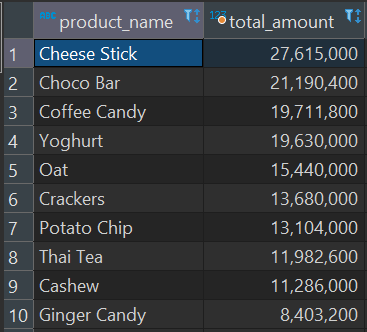 product_name total_amount
1 Cheese Stick 27,615,000
2 Choco Bar 21,190,400
3 Coffee Candy 19,711,800
4 Yoghurt 19,630,000
5 Oat 15,440,000
6 Crackers 13,680,000
7 Potato Chip 13,104,000
8 Thai Tea 11,982,600
9 Cashew 11,286,000
10 Ginger Candy 8,403,200